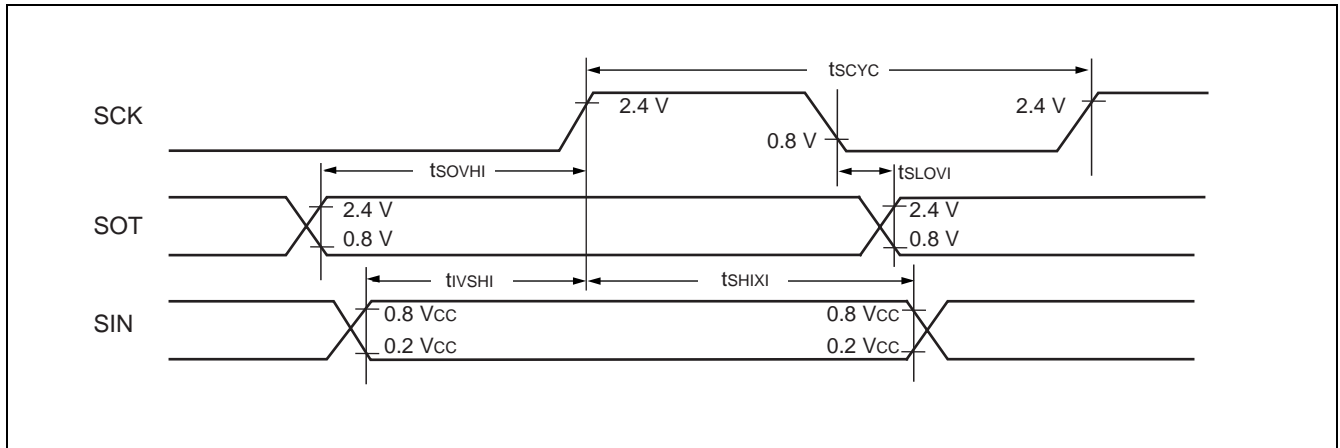 tSCYC
SCK
2.4 V
2.4 V
0.8 V
tSOVHI
tSLOVI
SOT
2.4 V
2.4 V
0.8 V
0.8 V
tIVSHI
tSHIXI
SIN
0.8 VCC
0.8 VCC
0.2 VCC
0.2 VCC